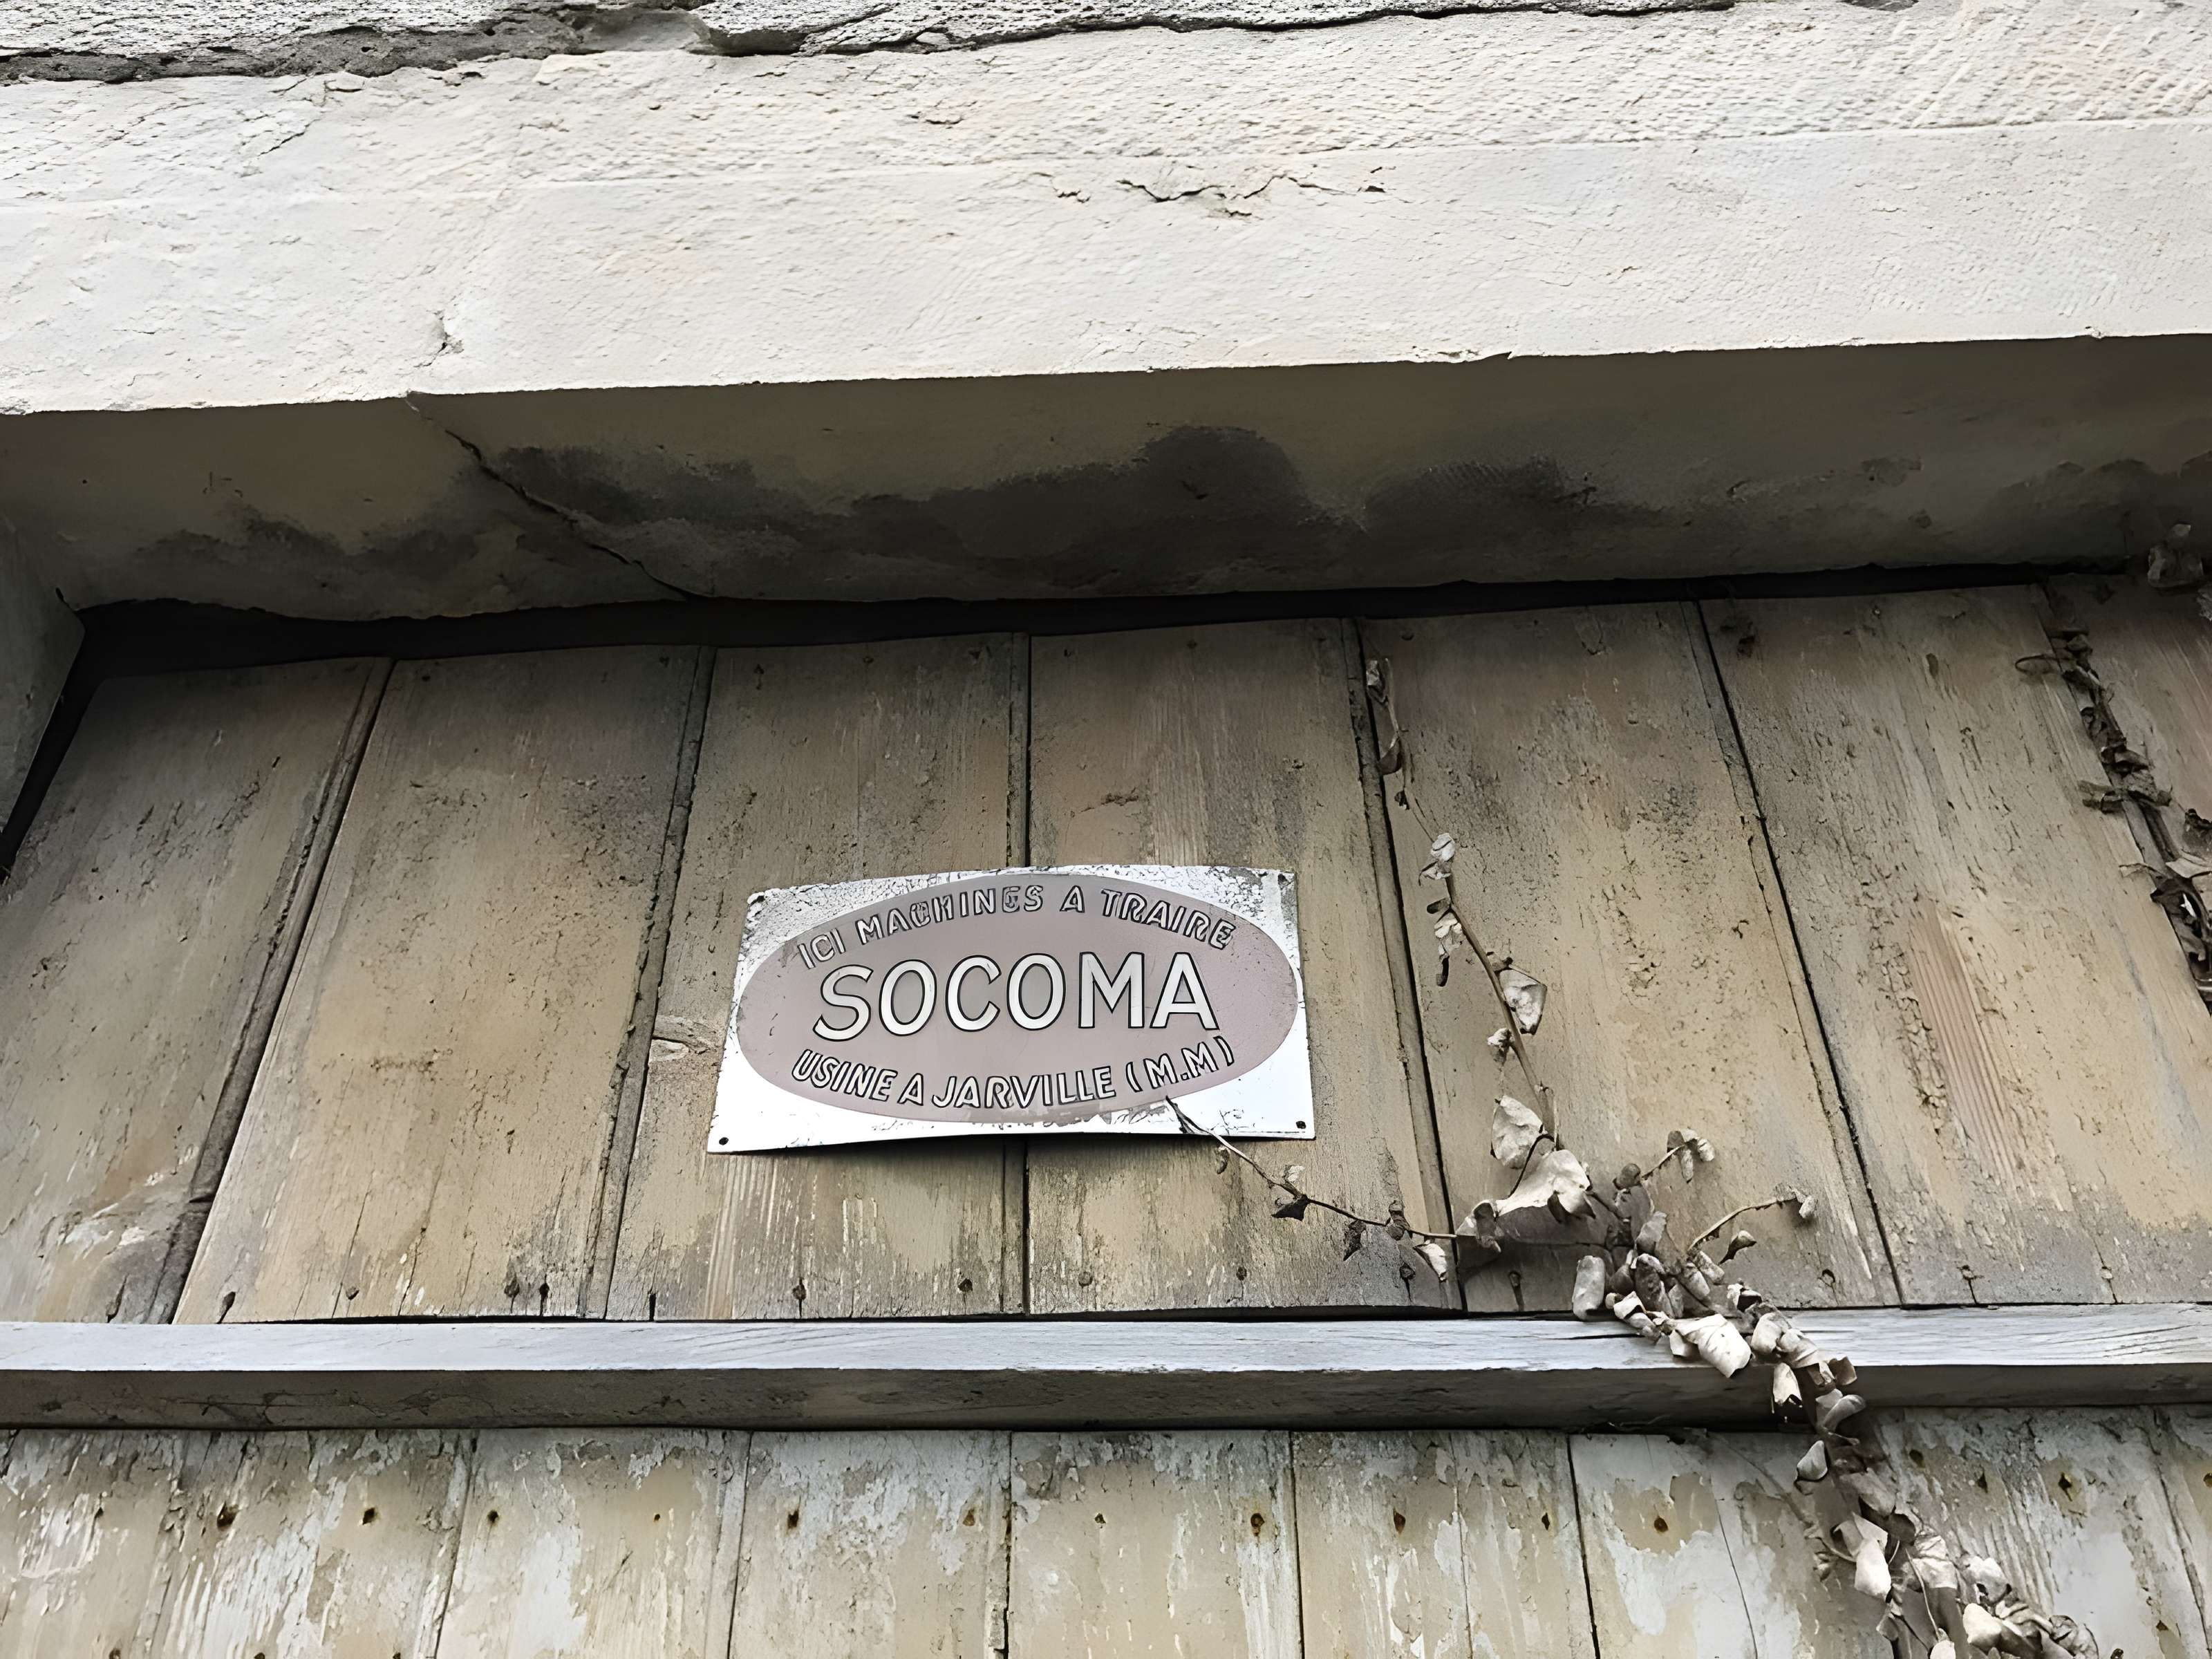 ICI MACHINES A TRAIRE
SOCOMA
USINE A JARVILLE (M.M)